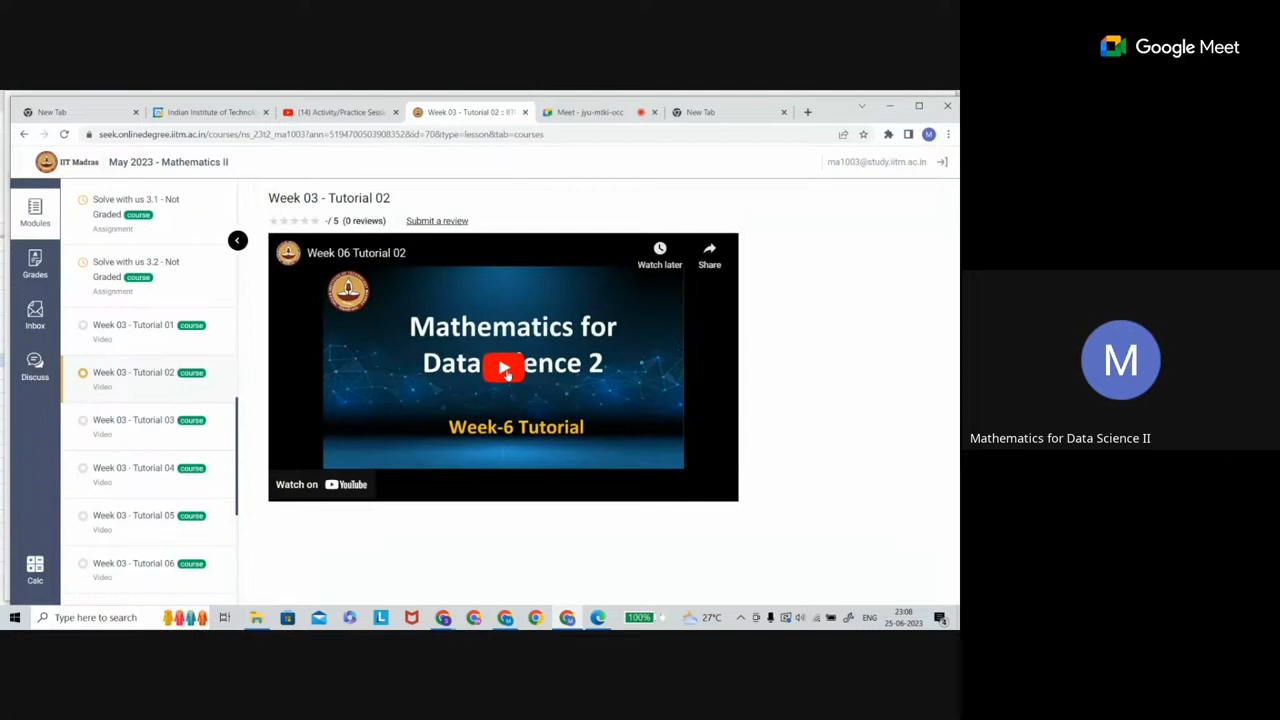 Google Meet
New Tab
Indian Institute of Technolo
(14) Activity/Practice Sessi
Week 03 - Tutorial 02 :: IIT
Meet - jyu-mtki-occ
New Tab
seek.onlinedegree.iitm.ac.in/courses/ns_23t2_ma1003?ann=5194700503908352&id=70&type=lesson&tab=courses
IIT Madras
May 2023 - Mathematics II
ma1003@study.iitm.ac.in
Modules
Grades
Inbox
Discuss
Calc
Solve with us 3.1 - Not
Graded course
Assignment
Solve with us 3.2 - Not
Graded course
Assignment
Week 03 - Tutorial 01 course
Video
Week 03 - Tutorial 02 course
Video
Week 03 - Tutorial 03 course
Video
Week 03 - Tutorial 04 course
Video
Week 03 - Tutorial 05 course
Video
Week 03 - Tutorial 06 course
Video
Week 03 - Tutorial 02
-/ 5 (0 reviews) Submit a review
Week 06 Tutorial 02
Watch later
Share
Mathematics for
Data Science 2
Week-6 Tutorial
Watch on YouTube
M
Mathematics for Data Science II
Type here to search
100%
27°C
ENG
23:08
25-06-2023